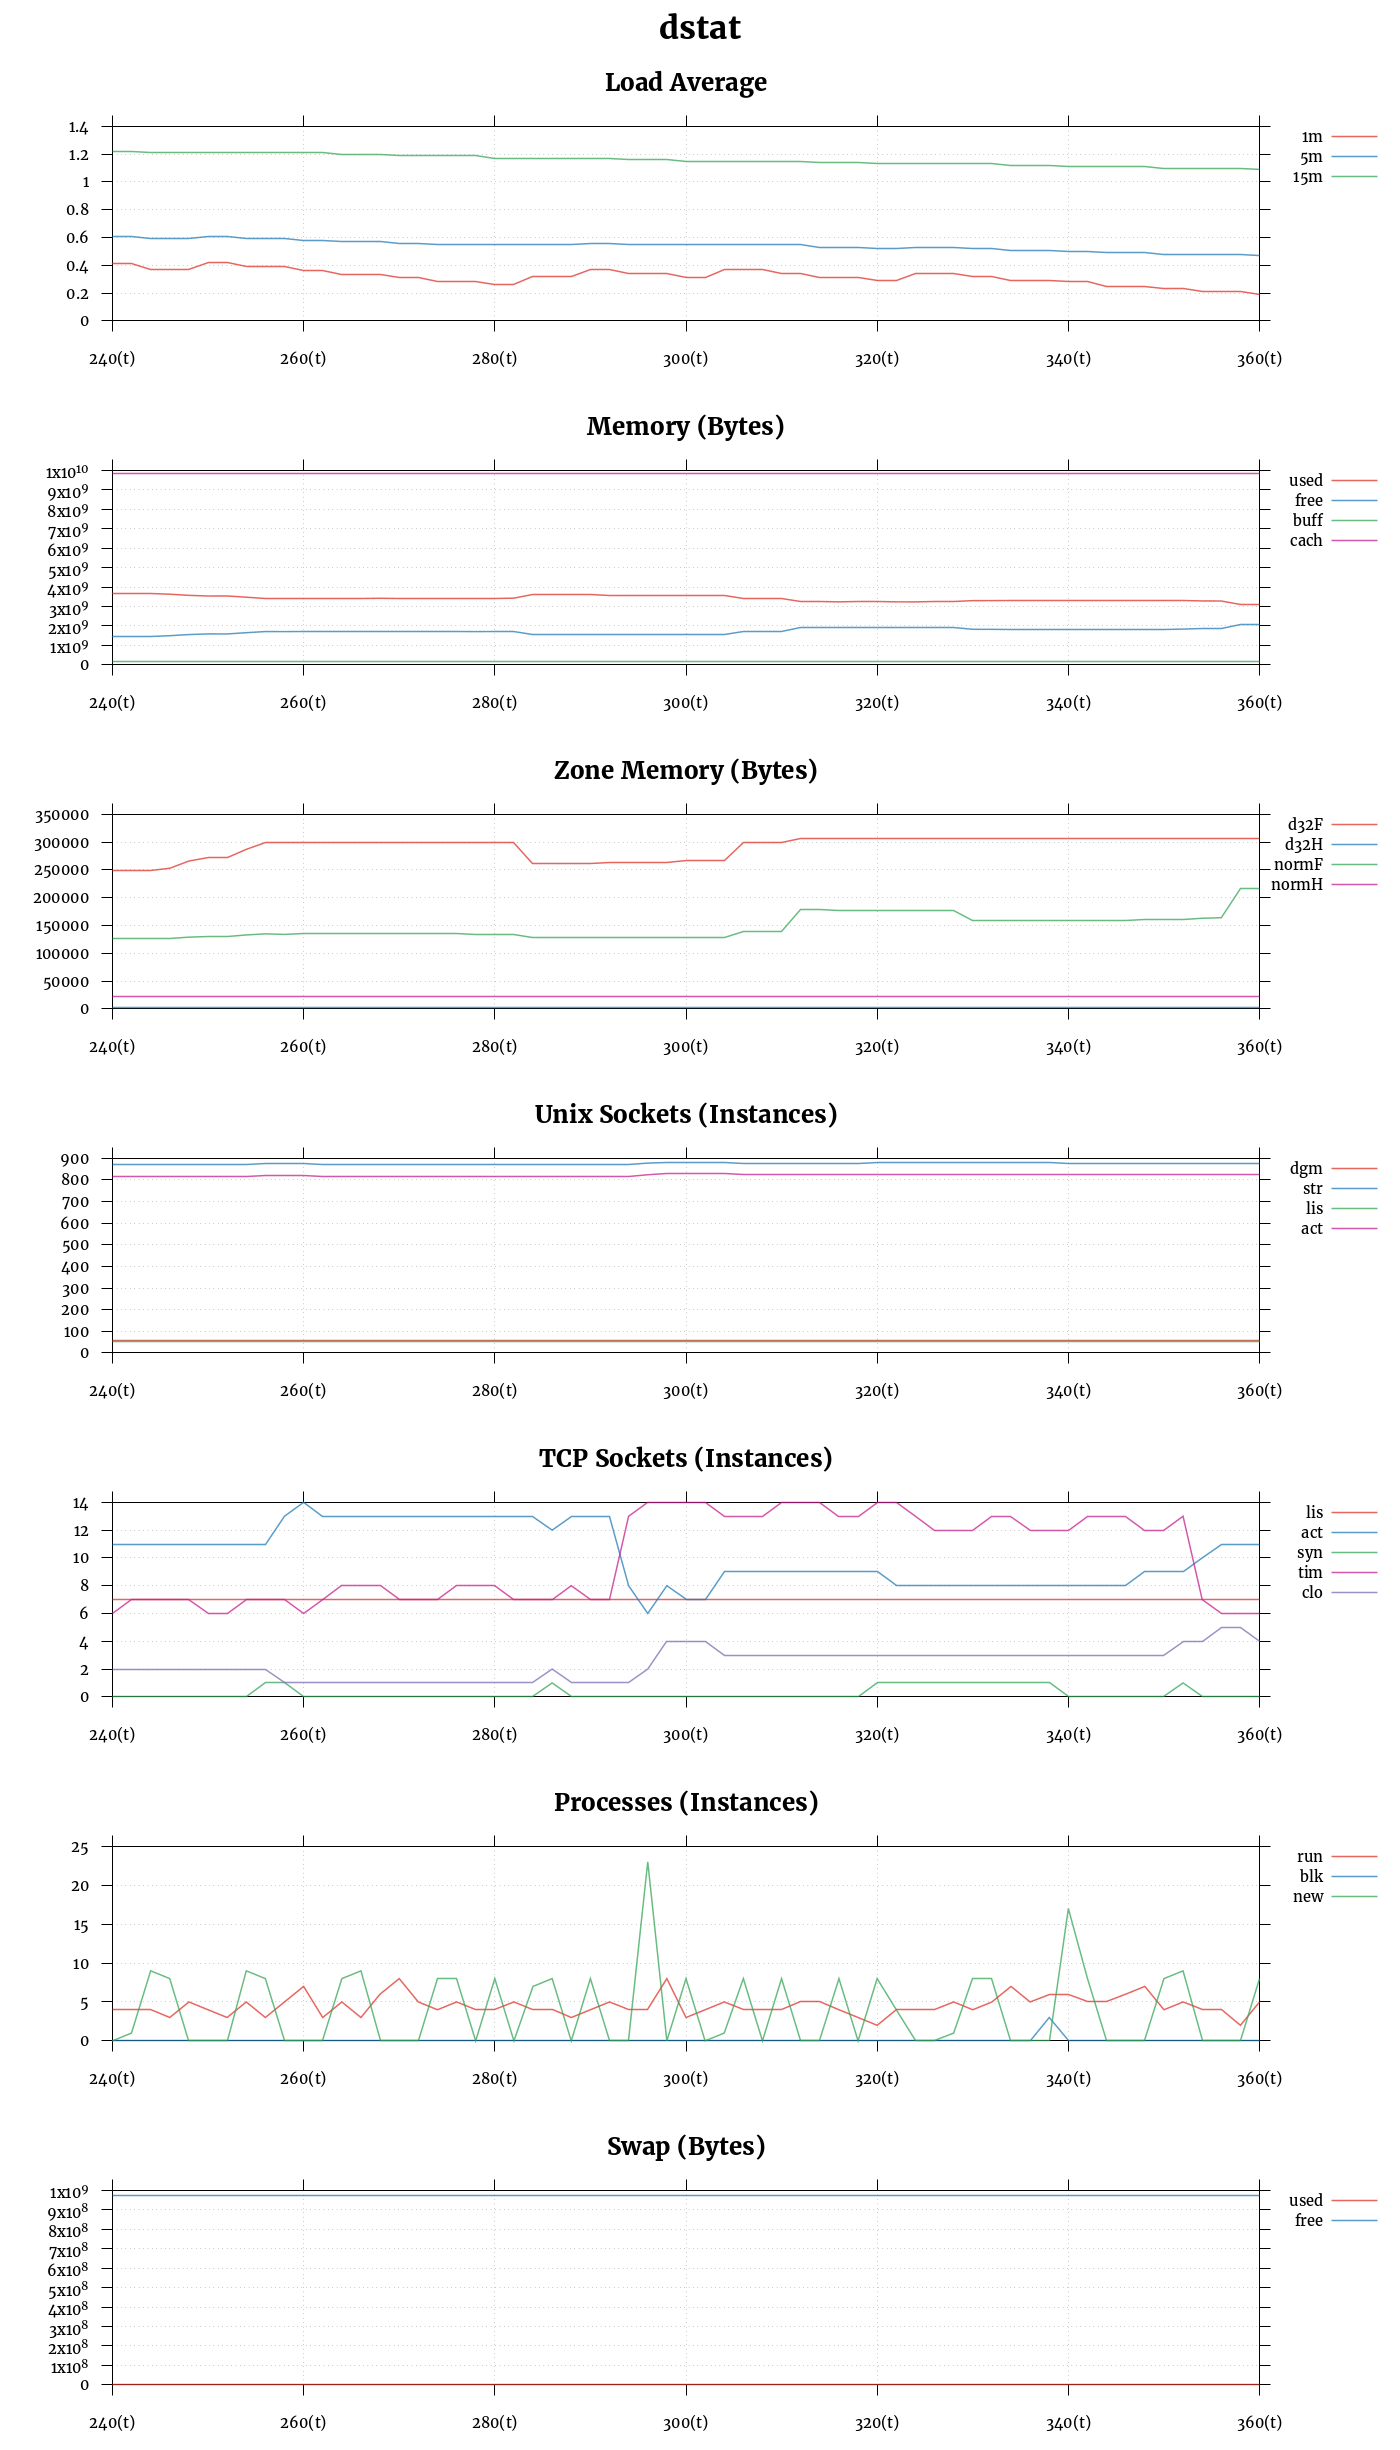 dstat
Load Average
1.4
1.2
1
0.8
0.6
0.4
0.2
0
240(t) 260(t) 280(t) 300(t) 320(t) 340(t) 360(t)
1m
5m
15m
Memory (Bytes)
1x10¹⁰
9x10⁹
8x10⁹
7x10⁹
6x10⁹
5x10⁹
4x10⁹
3x10⁹
2x10⁹
1x10⁹
0
240(t) 260(t) 280(t) 300(t) 320(t) 340(t) 360(t)
used
free
buff
cach
Zone Memory (Bytes)
350000
300000
250000
200000
150000
100000
50000
0
240(t) 260(t) 280(t) 300(t) 320(t) 340(t) 360(t)
d32F
d32H
normF
normH
Unix Sockets (Instances)
900
800
700
600
500
400
300
200
100
0
240(t) 260(t) 280(t) 300(t) 320(t) 340(t) 360(t)
dgm
str
lis
act
TCP Sockets (Instances)
14
12
10
8
6
4
2
0
240(t) 260(t) 280(t) 300(t) 320(t) 340(t) 360(t)
lis
act
syn
tim
clo
Processes (Instances)
25
20
15
10
5
0
240(t) 260(t) 280(t) 300(t) 320(t) 340(t) 360(t)
run
blk
new
Swap (Bytes)
1x10⁹
9x10⁸
8x10⁸
7x10⁸
6x10⁸
5x10⁸
4x10⁸
3x10⁸
2x10⁸
1x10⁸
0
240(t) 260(t) 280(t) 300(t) 320(t) 340(t) 360(t)
used
free